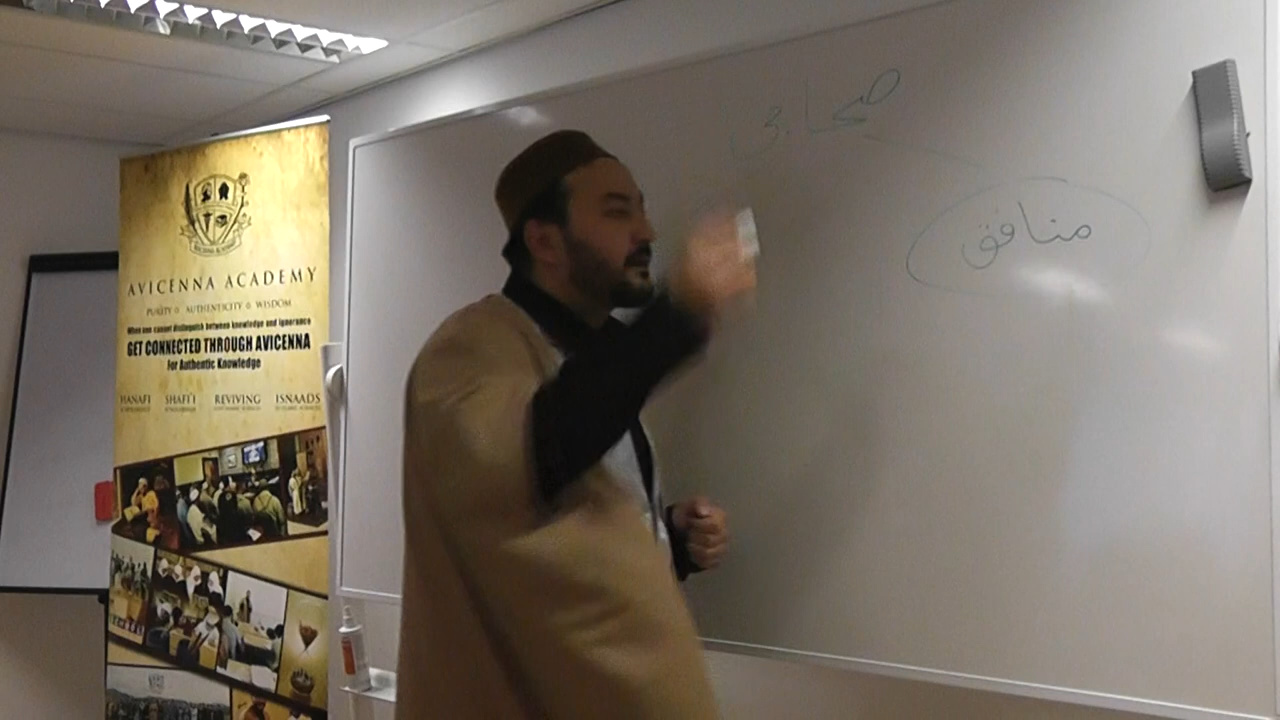 صحابي
منافق
AVICENNA ACADEMY
PURITY AUTHENTICITY WISDOM
When one cannot distinguish between knowledge and ignorance
GET CONNECTED THROUGH AVICENNA
For Authentic Knowledge
HANAFI SHAFI'I REVIVING ISNAADS